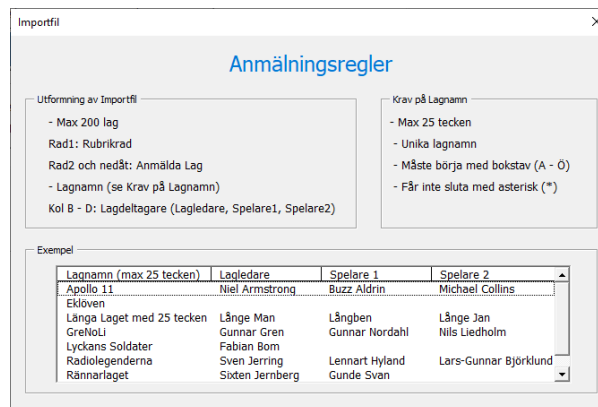 Importfil
Anmälningsregler
Utformning av Importfil
- Max 200 lag
Rad1: Rubrikrad
Rad2 och nedåt: Anmälda Lag
- Lagnamn (se Krav på Lagnamn)
Kol B - D: Lagdeltagare (Lagledare, Spelare1, Spelare2)
Krav på Lagnamn
- Max 25 tecken
- Unika lagnamn
- Måste börja med bokstav (A - Ö)
- Får inte sluta med asterisk (*)
Exempel
Lagnamn (max 25 tecken) Lagledare Spelare 1 Spelare 2
Apollo 11 Niel Armstrong Buzz Aldrin Michael Collins
Eklöven
Långa Laget med 25 tecken Långe Man Långben Långe Jan
GreNoLi Gunnar Gren Gunnar Nordahl Nils Liedholm
Lyckans Soldater Fabian Bom
Radiolegenderna Sven Jerring Lennart Hyland Lars-Gunnar Björklund
Rännarlaget Sixten Jernberg Gunde Svan